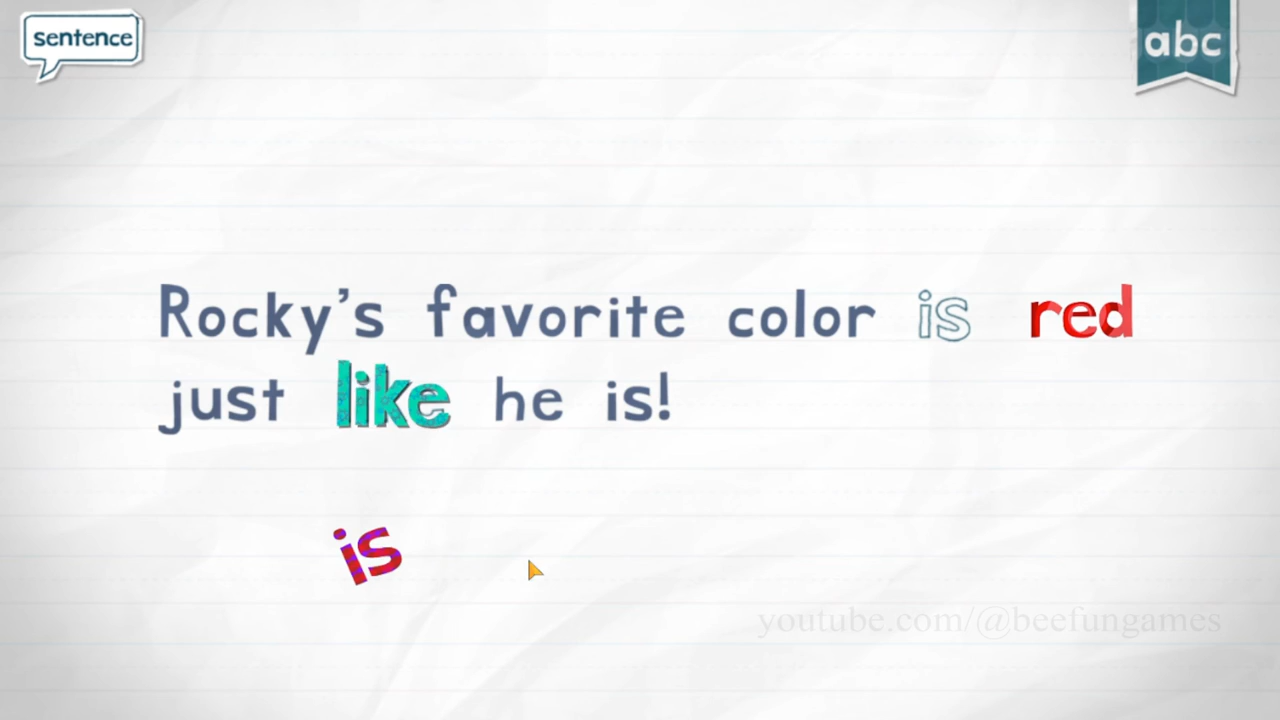 sentence
abc
Rocky's favorite color is red
just like he is!
is
youtube.com/@beefungames